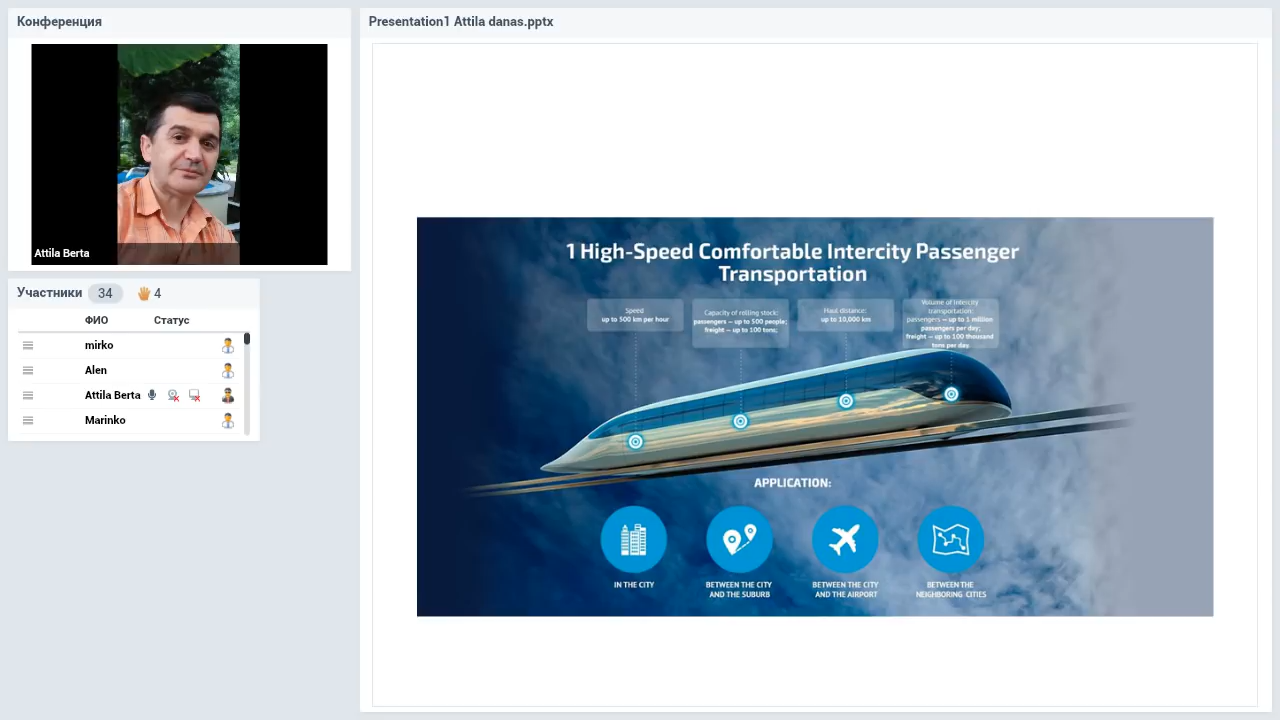 Конференция
Attila Berta
Участники 34 4
ФИО Статус
mirko
Alen
Attila Berta
Marinko
Presentation1 Attila danas.pptx
1 High-Speed Comfortable Intercity Passenger
Transportation
Speed
up to 500 km per hour
Capacity of rolling stock:
passengers — up to 500 people;
freight — up to 100 tons;
Haul distance:
up to 10,000 km
Volume of intercity
transportation:
passengers — up to 1 million
passengers per day;
freight — up to 100 thousand
tons per day.
APPLICATION:
IN THE CITY
BETWEEN THE CITY
AND THE SUBURB
BETWEEN THE CITY
AND THE AIRPORT
BETWEEN THE
NEIGHBORING CITIES